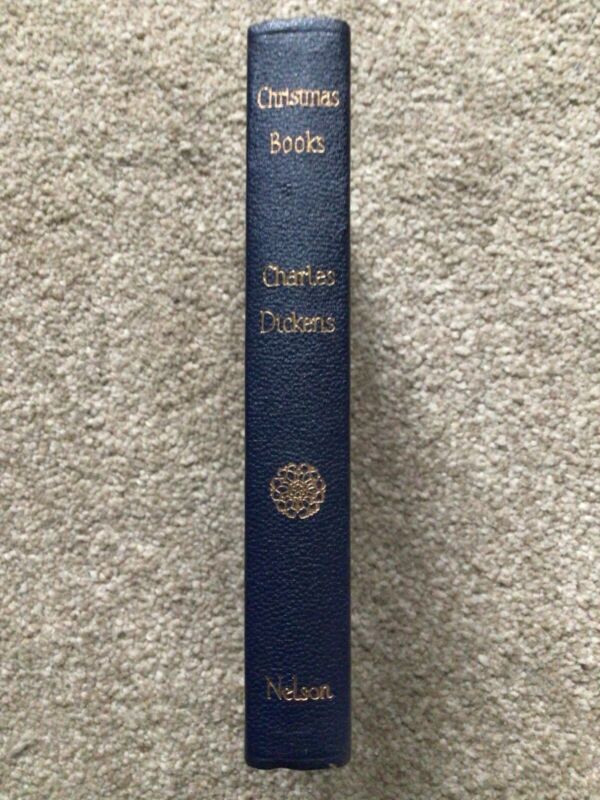 Christmas
Books
Charles
Dickens
Nelson